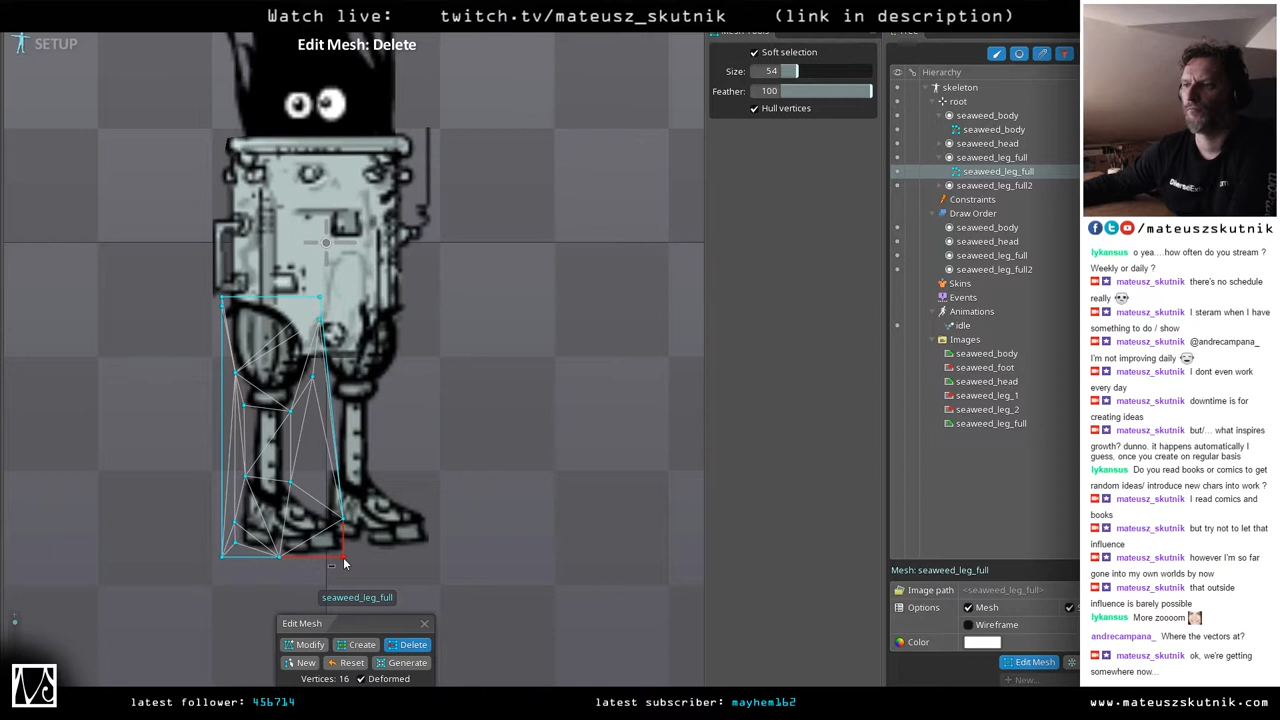 Watch live: twitch.tv/mateusz_skutnik (link in description)
SETUP
Edit Mesh: Delete
Soft selection
Size: 54
Feather: 100
Hull vertices
Hierarchy
skeleton
root
seaweed_body
seaweed_body
seaweed_head
seaweed_leg_full
seaweed_leg_full
seaweed_leg_full2
Constraints
Draw Order
seaweed_body
seaweed_head
seaweed_leg_full
seaweed_leg_full2
Skins
Events
Animations
idle
Images
seaweed_body
seaweed_foot
seaweed_head
seaweed_leg_1
seaweed_leg_2
seaweed_leg_full
Mesh: seaweed_leg_full
Image path <seaweed_leg_full>
Options Mesh
Wireframe
Color
Edit Mesh
New...
seaweed_leg_full
Edit Mesh
Modify Create Delete
New Reset Generate
Vertices: 16 Deformed
/mateuszskutnik
lykansus o yea....how often do you stream ?
Weekly or daily ?
mateusz_skutnik there's no schedule
really
mateusz_skutnik I steram when I have
something to do / show
mateusz_skutnik @andrecampana_
I'm not improving daily
mateusz_skutnik I dont even work
every day
mateusz_skutnik downtime is for
creating ideas
mateusz_skutnik but/... what inspires
growth? dunno. it happens automatically I
guess, once you create on regular basis
lykansus Do you read books or comics to get
random ideas/ introduce new chars into work ?
mateusz_skutnik I read comics and
books
mateusz_skutnik but try not to let that
influence
mateusz_skutnik however I'm so far
gone into my own worlds by now
mateusz_skutnik that outside
influence is barely possible
lykansus More zoooom
andrecampana_ Where the vectors at?
mateusz_skutnik ok, we're getting
somewhere now...
latest follower: 456714
latest subscriber: mayhem162
www.mateuszskutnik.com